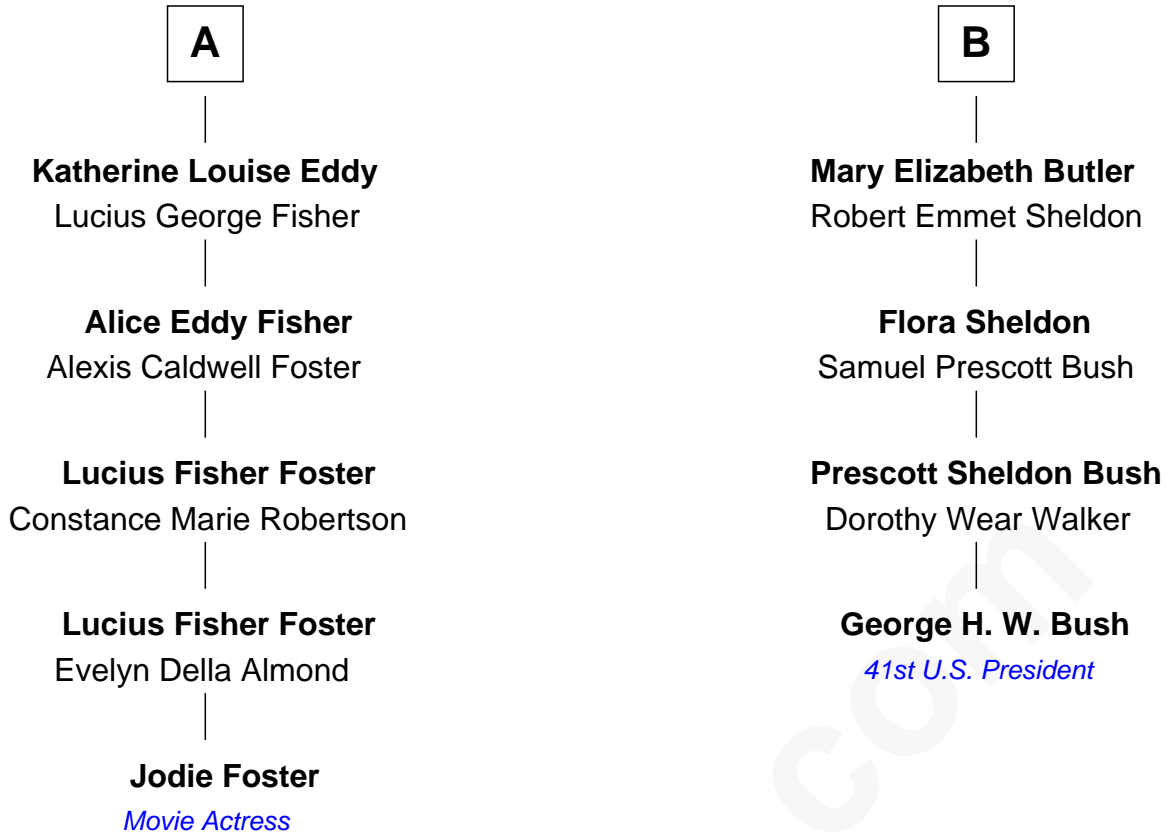 A
Katherine Louise Eddy
Lucius George Fisher
Alice Eddy Fisher
Alexis Caldwell Foster
Lucius Fisher Foster
Constance Marie Robertson
Lucius Fisher Foster
Evelyn Della Almond
Jodie Foster
Movie Actress
B
Mary Elizabeth Butler
Robert Emmet Sheldon
Flora Sheldon
Samuel Prescott Bush
Prescott Sheldon Bush
Dorothy Wear Walker
George H. W. Bush
41st U.S. President
com